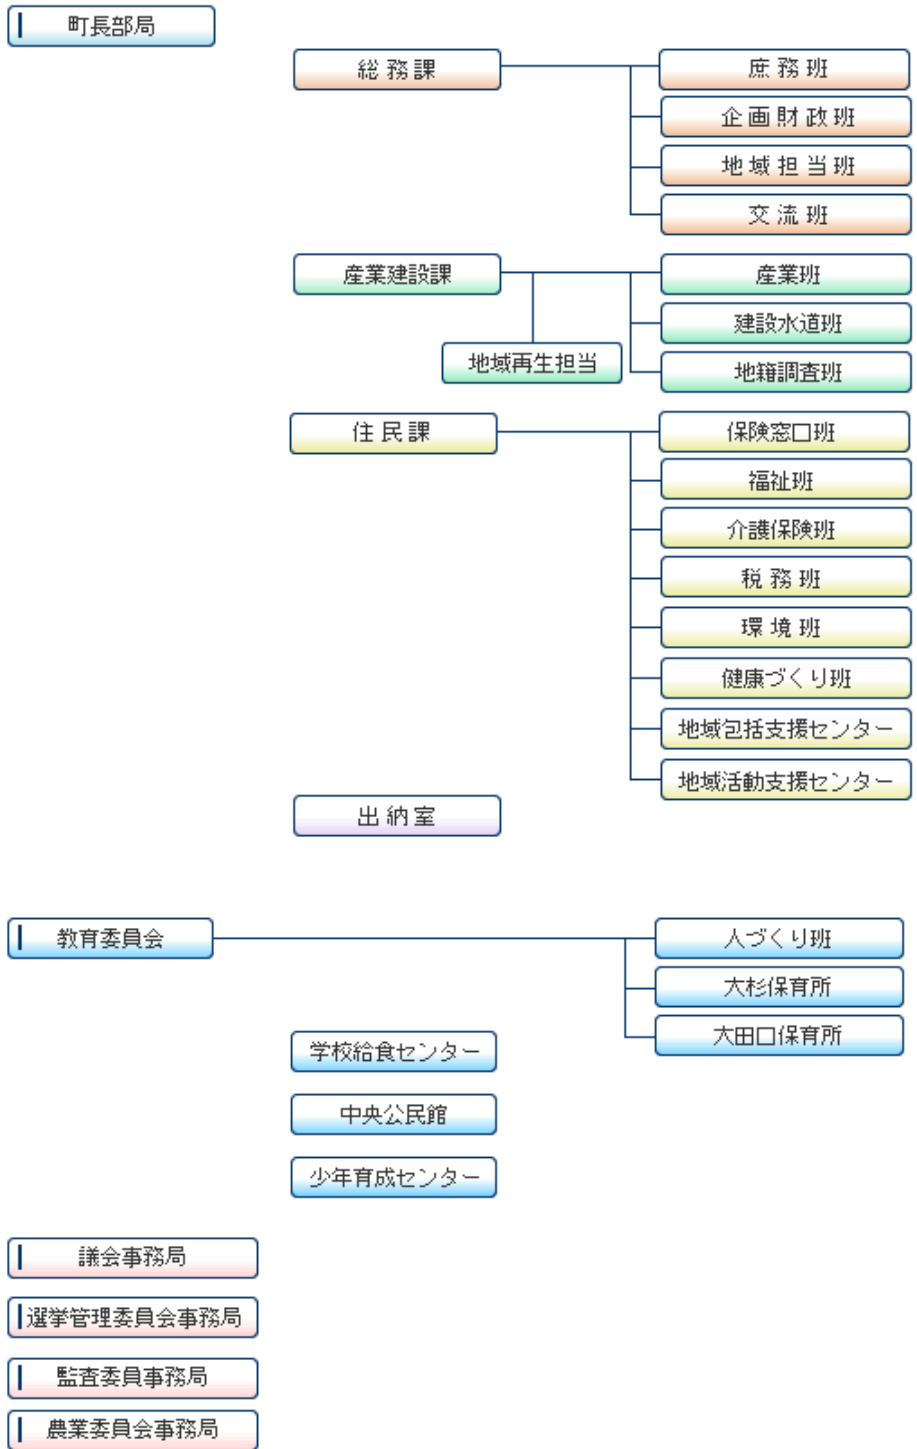 町長部局
総務課
庶務班
企画財政班
地域担当班
交流班
産業建設課
産業班
建設水道班
地域再生担当
地籍調査班
住民課
保険窓口班
福祉班
介護保険班
税務班
環境班
健康づくり班
地域包括支援センター
地域活動支援センター
出納室
教育委員会
人づくり班
大杉保育所
大田口保育所
学校給食センター
中央公民館
少年育成センター
議会事務局
選挙管理委員会事務局
監査委員事務局
農業委員会事務局